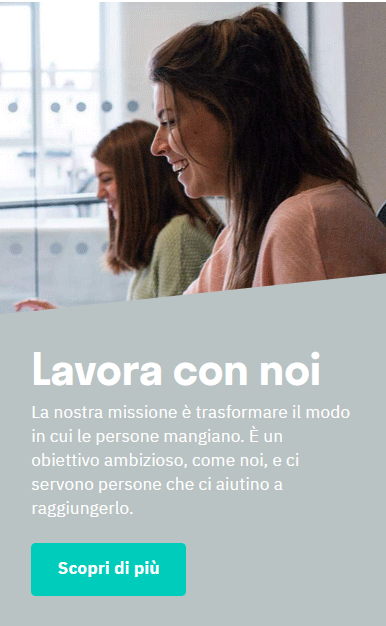 Lavora con noi
La nostra missione è trasformare il modo
in cui le persone mangiano. È un
obiettivo ambizioso, come noi, e ci
servono persone che ci aiutino a
raggiungerlo.
Scopri di più